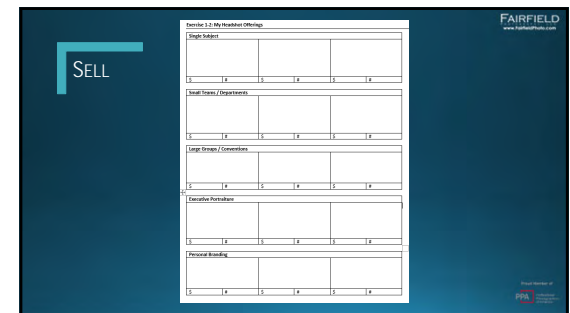 SELL
Exercise 1-2: My Headshot Offerings
Single Subject
$ # $ # $ #
Small Teams / Departments
$ # $ # $ #
Large Groups / Conventions
$ # $ # $ #
Executive Portraiture
$ # $ # $ #
Personal Branding
$ # $ # $ #
FAIRFIELD
www.FairfieldPhoto.com
Proud Member of
PPA